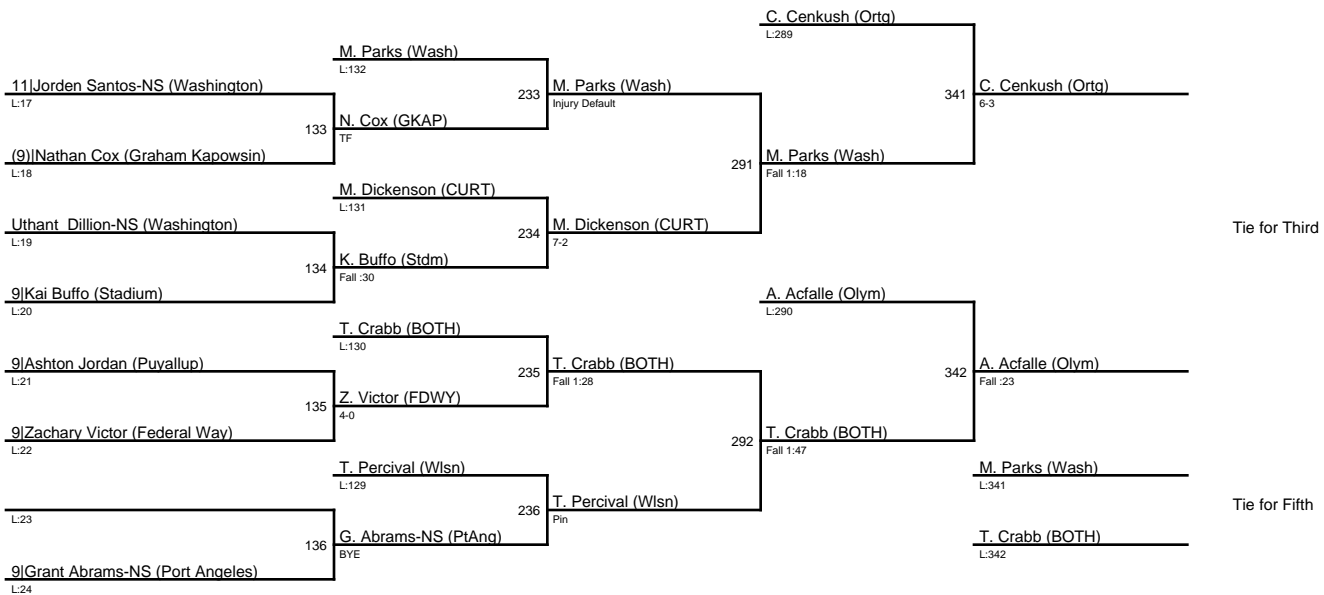 C. Cenkush (Ortg)
L:289
M. Parks (Wash)
L:132
11|Jorden Santos-NS (Washington)
L:17
233
M. Parks (Wash)
Injury Default
341
C. Cenkush (Ortg)
6-3
133
N. Cox (GKAP)
TF
(9)|Nathan Cox (Graham Kapowsin)
L:18
291
M. Parks (Wash)
Fall 1:18
M. Dickenson (CURT)
L:131
Uthant  Dillion-NS (Washington)
L:19
234
M. Dickenson (CURT)
7-2
Tie for Third
134
K. Buffo (Stdm)
Fall :30
9|Kai Buffo (Stadium)
L:20
A. Acfalle (Olym)
L:290
T. Crabb (BOTH)
L:130
9|Ashton Jordan (Puyallup)
L:21
235
T. Crabb (BOTH)
Fall 1:28
342
A. Acfalle (Olym)
Fall :23
135
Z. Victor (FDWY)
4-0
9|Zachary Victor (Federal Way)
L:22
292
T. Crabb (BOTH)
Fall 1:47
T. Percival (Wlsn)
L:129
M. Parks (Wash)
L:341
L:23
236
T. Percival (Wlsn)
Pin
Tie for Fifth
136
G. Abrams-NS (PtAng)
BYE
T. Crabb (BOTH)
L:342
9|Grant Abrams-NS (Port Angeles)
L:24